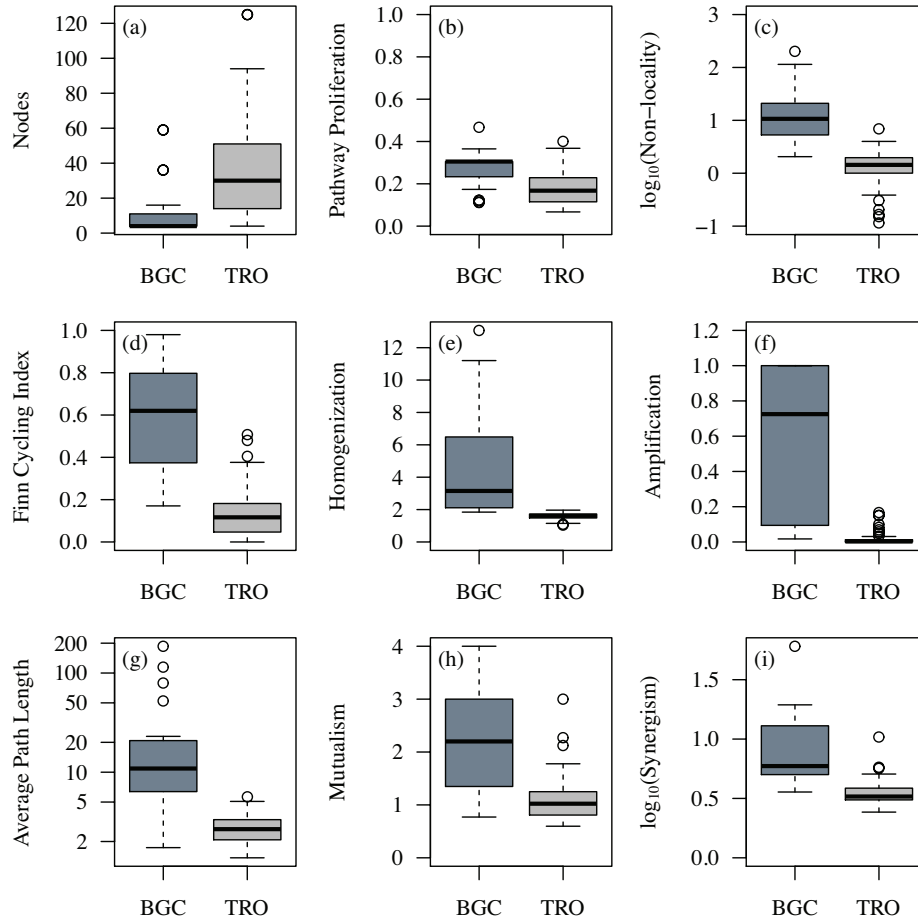 (a)
Nodes
120
100
80
60
40
20
0
BGC TRO
(b)
Pathway Proliferation
1.0
0.8
0.6
0.4
0.2
0.0
BGC TRO
(c)
log10(Non−locality)
3
2
1
0
−1
BGC TRO
(d)
Finn Cycling Index
1.0
0.8
0.6
0.4
0.2
0.0
BGC TRO
(e)
Homogenization
12
10
8
6
4
2
0
BGC TRO
(f)
Amplification
1.2
1.0
0.8
0.6
0.4
0.2
0.0
BGC TRO
(g)
Average Path Length
200
100
50
20
10
5
2
BGC TRO
(h)
Mutualism
4
3
2
1
0
BGC TRO
(i)
log10(Synergism)
1.5
1.0
0.5
0.0
BGC TRO